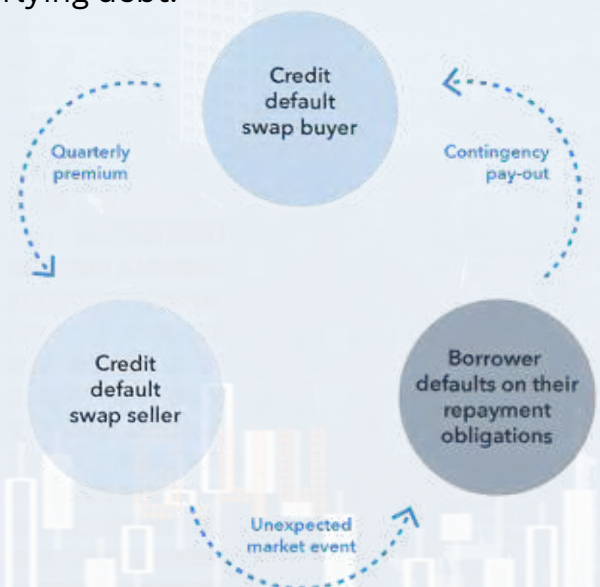 debt.
Credit
default
swap buyer
Quarterly
premium
Contingency
pay-out
Credit
default
swap seller
Borrower
defaults on their
repayment
obligations
Unexpected
market event